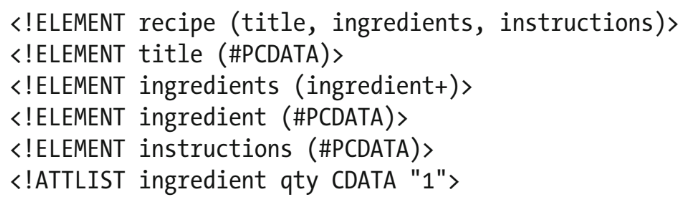 <!ELEMENT recipe (title, ingredients, instructions)>
<!ELEMENT title (#PCDATA)>
<!ELEMENT ingredients (ingredient+)>
<!ELEMENT ingredient (#PCDATA)>
<!ELEMENT instructions (#PCDATA)>
<!ATTLIST ingredient qty CDATA "1">